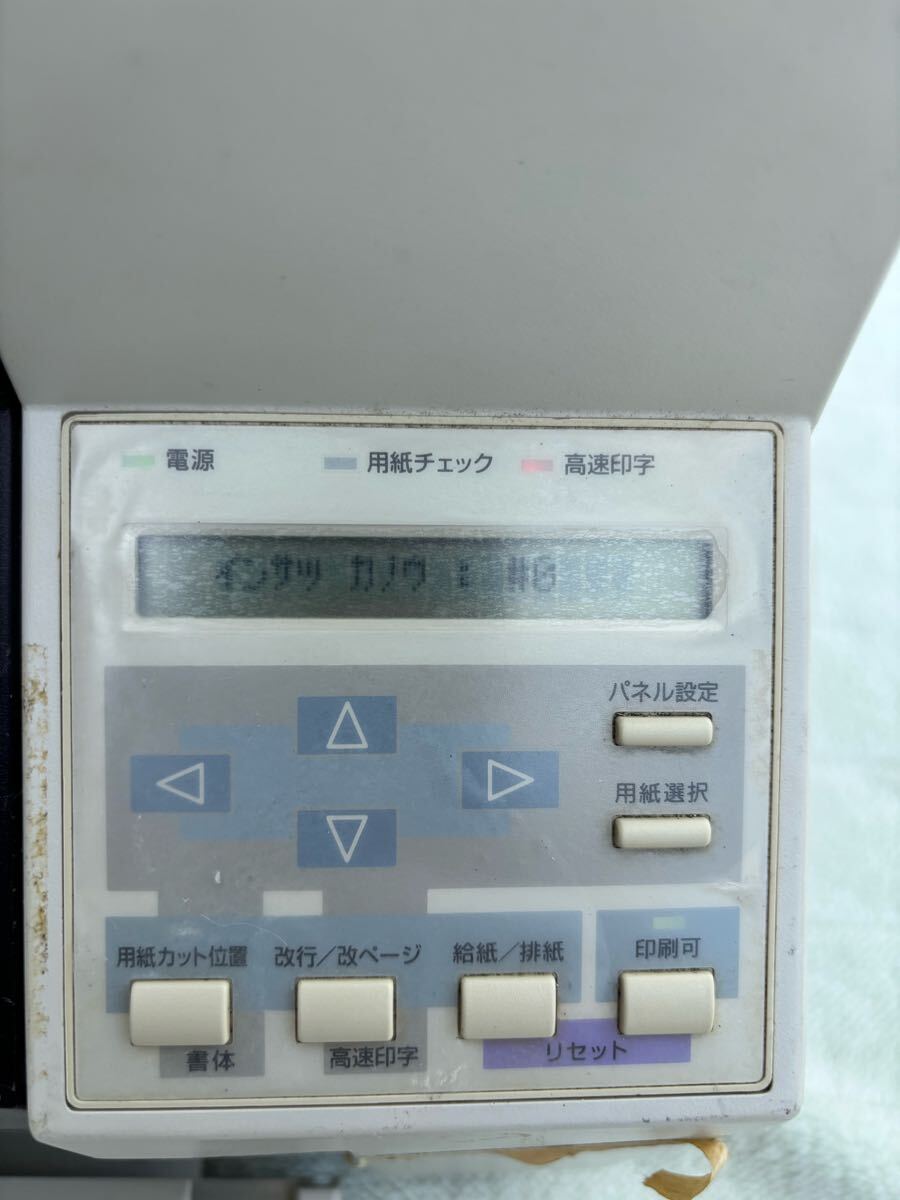 電源 用紙チェック 高速印字
インサツ カノウ :
パネル設定
用紙選択
用紙カット位置 改行／改ページ 給紙／排紙 印刷可
書体 高速印字 リセット